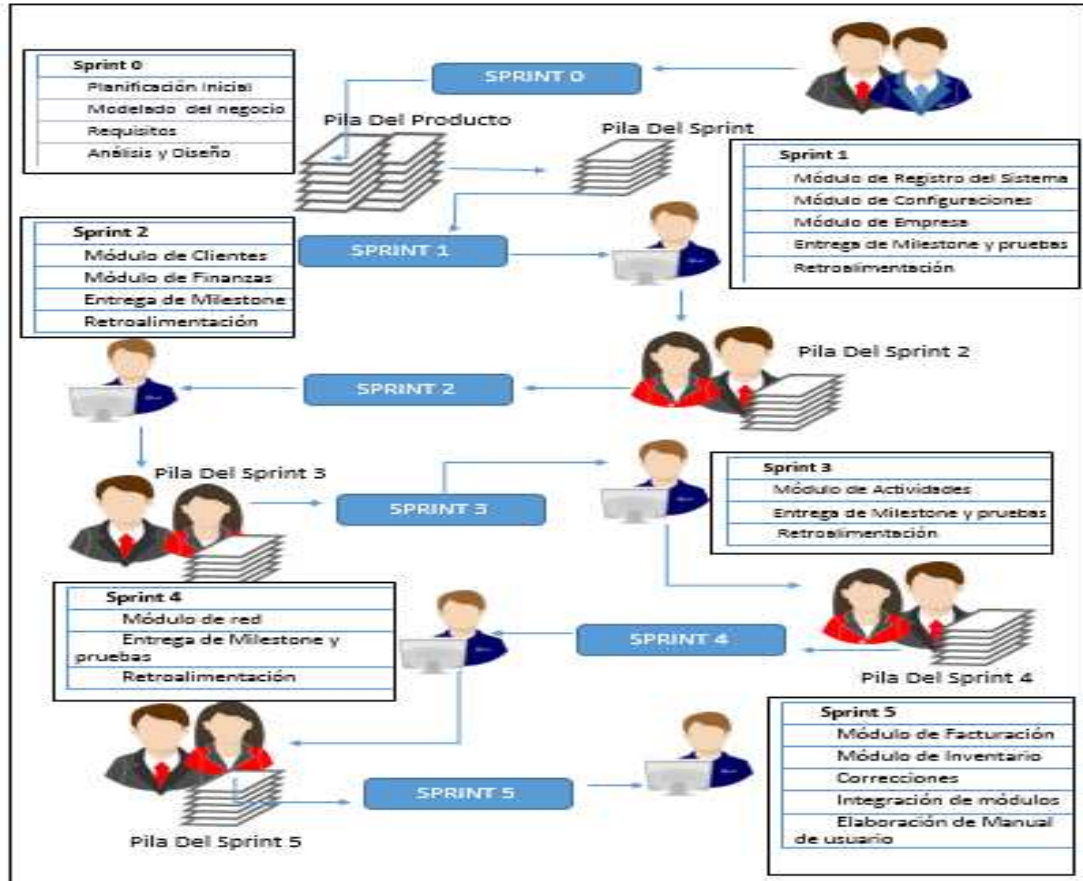 Sprint 0
Planificación Inicial
Modelado del negocio
Requisitos
Análisis y Diseño
SPRINT 0
Pila Del Producto
Pila Del Sprint
Sprint 1
Módulo de Registro del Sistema
Módulo de Configuraciones
Módulo de Empresa
Entrega de Milestone y pruebas
Retroalimentación
Sprint 2
Módulo de Clientes
Módulo de Finanzas
Entrega de Milestone
Retroalimentación
SPRINT 1
Pila Del Sprint 2
SPRINT 2
Pila Del Sprint 3
SPRINT 3
Sprint 3
Módulo de Actividades
Entrega de Milestone y pruebas
Retroalimentación
Sprint 4
Módulo de red
Entrega de Milestone y
pruebas
Retroalimentación
SPRINT 4
Pila Del Sprint 4
Sprint 5
Módulo de Facturación
Módulo de Inventario
Correcciones
Integración de módulos
Elaboración de Manual
de usuario
SPRINT 5
Pila Del Sprint 5